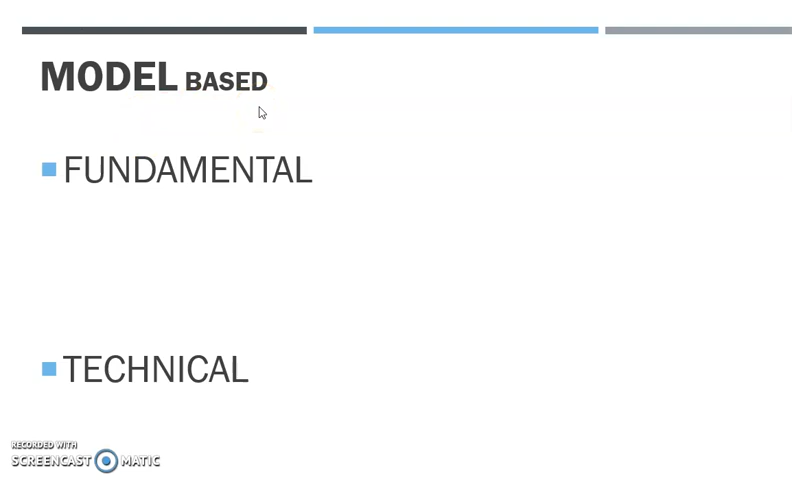 MODEL BASED
FUNDAMENTAL
TECHNICAL
RECORDED WITH
SCREENCAST MATIC